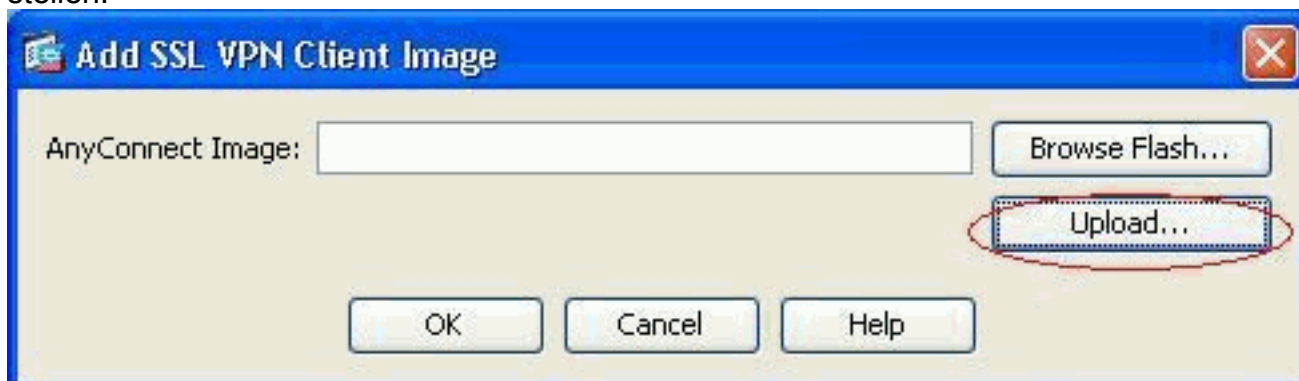 Add SSL VPN Client Image
AnyConnect Image:
Browse Flash...
Upload...
OK
Cancel
Help